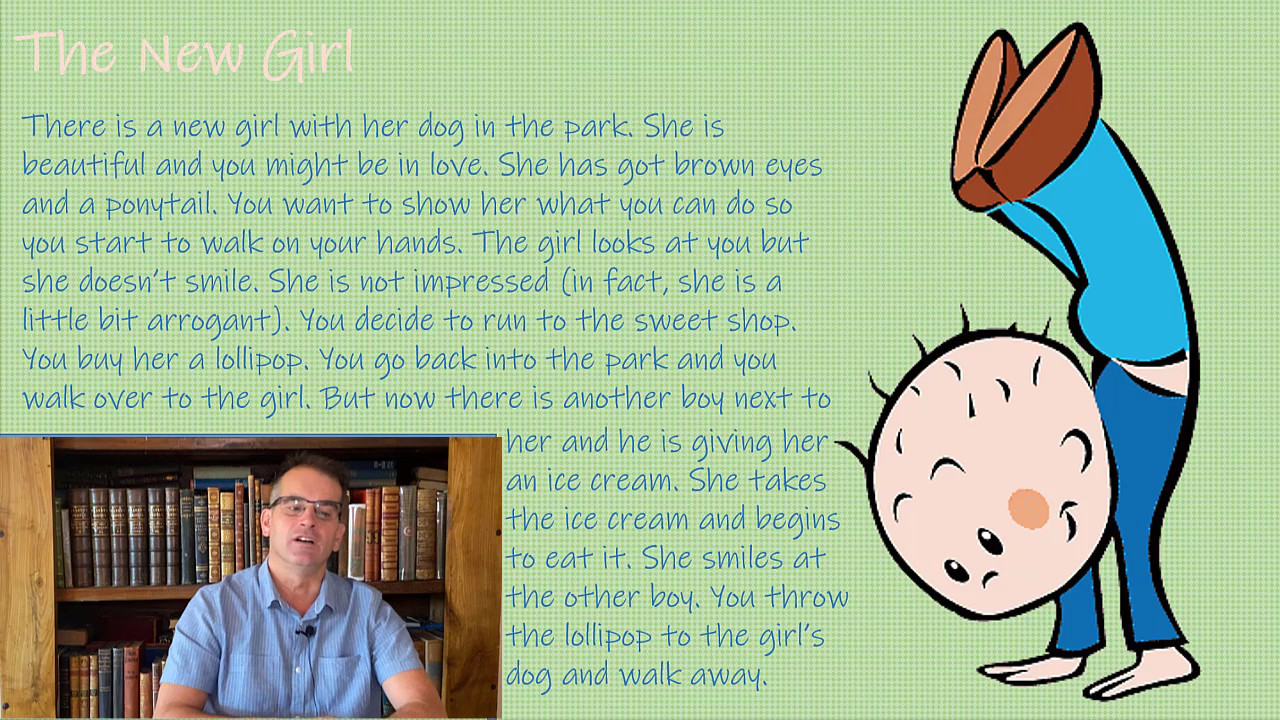 The New Girl
There is a new girl with her dog in the park. She is
beautiful and you might be in love. She has got brown eyes
and a ponytail. You want to show her what you can do so
you start to walk on your hands. The girl looks at you but
she doesn't smile. She is not impressed (in fact, she is a
little bit arrogant). You decide to run to the sweet shop.
You buy her a lollipop. You go back into the park and you
walk over to the girl. But now there is another boy next to
her and he is giving her
an ice cream. She takes
the ice cream and begins
to eat it. She smiles at
the other boy. You throw
the lollipop to the girl's
dog and walk away.